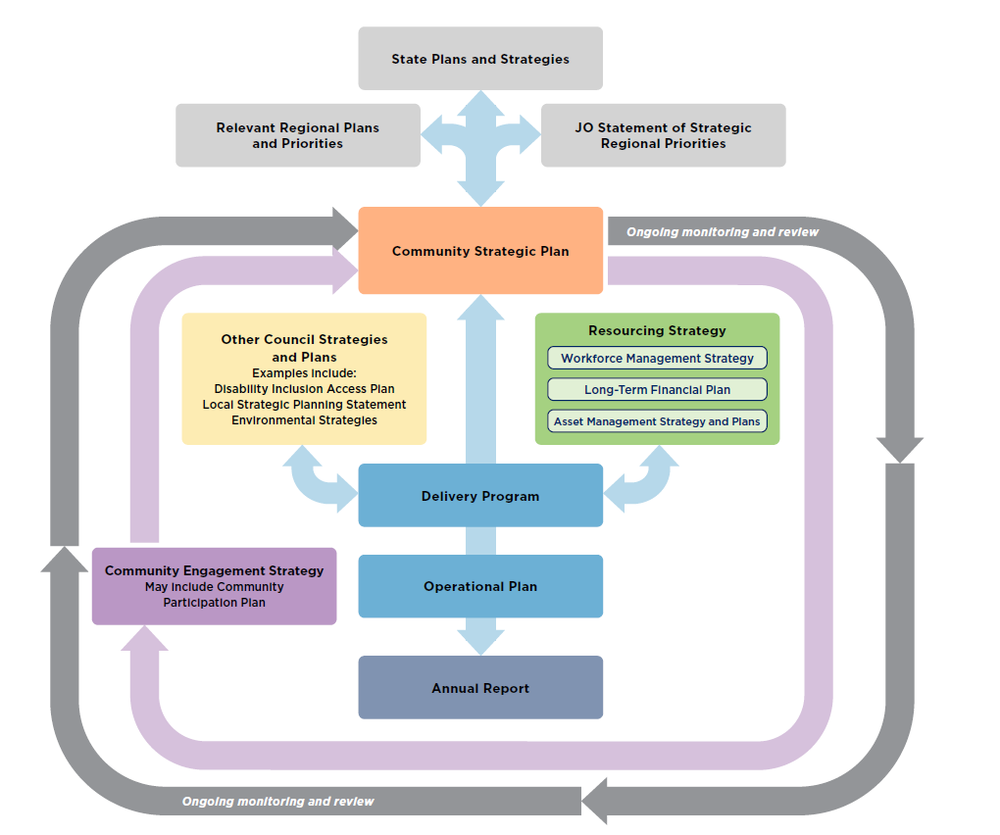 State Plans and Strategies
Relevant Regional Plans
and Priorities
JO Statement of Strategic
Regional Priorities
Community Strategic Plan
Ongoing monitoring and review
Other Council Strategies
and Plans
Examples Include:
Disability Inclusion Access Plan
Local Strategic Planning Statement
Environmental Strategies
Resourcing Strategy
Workforce Management Strategy
Long-Term Financial Plan
Asset Management Strategy and Plans
Delivery Program
Community Engagement Strategy
May Include Community
Participation Plan
Operational Plan
Annual Report
Ongoing monitoring and review